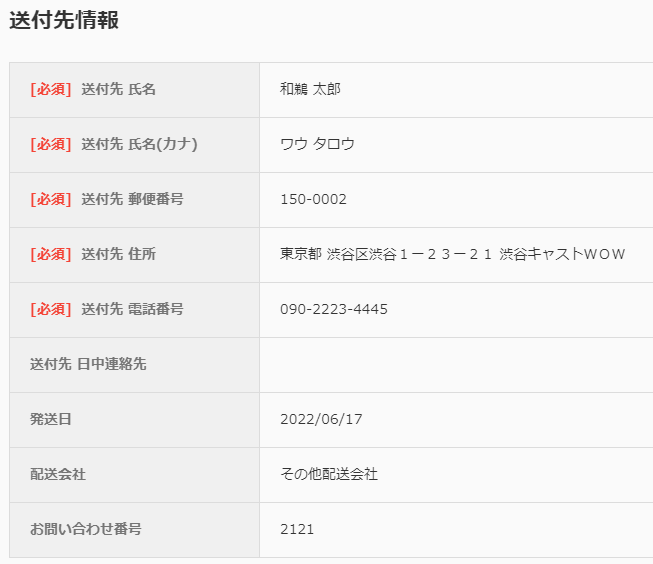 送付先情報
[必須] 送付先 氏名 和鵜 太郎
[必須] 送付先 氏名(カナ) ワウ タロウ
[必須] 送付先 郵便番号 150-0002
[必須] 送付先 住所 東京都 渋谷区渋谷１－２３－２１ 渋谷キャストＷＯＷ
[必須] 送付先 電話番号 090-2223-4445
送付先 日中連絡先
発送日 2022/06/17
配送会社 その他配送会社
お問い合わせ番号 2121